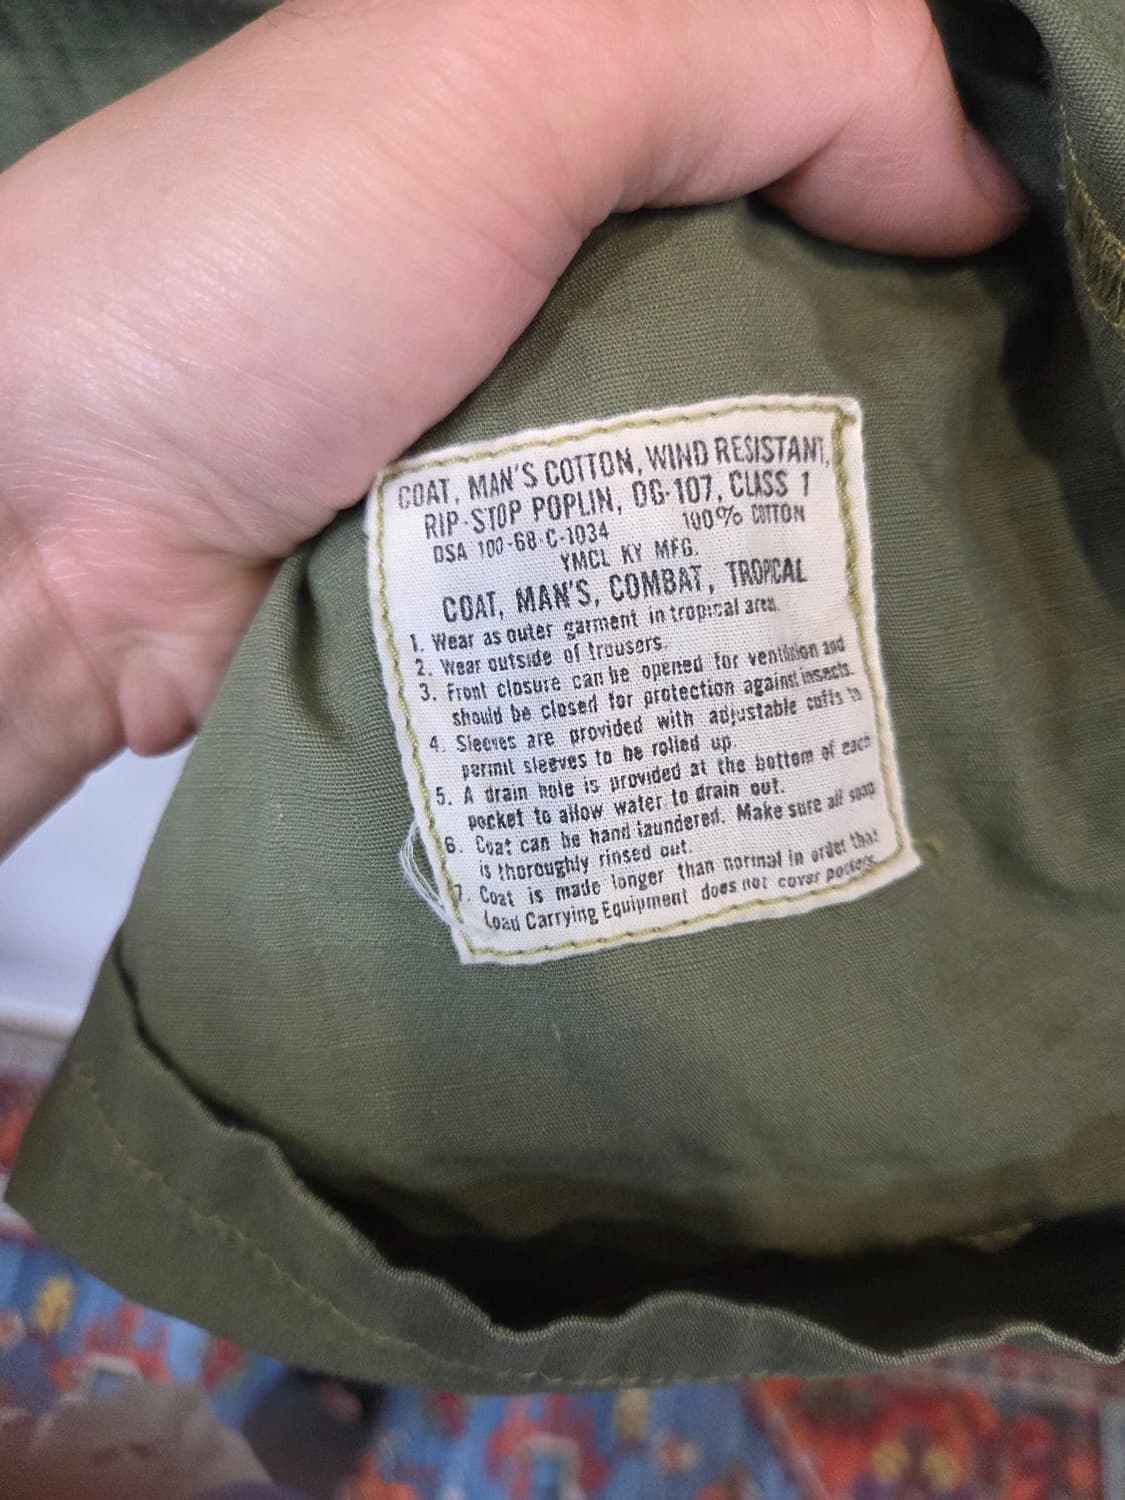 COAT, MAN'S COTTON, WIND RESISTANT,
RIP-STOP POPLIN, OG-107, CLASS 1
DSA 100-68-C-1034 100% COTTON
YMCL KY MFG.
COAT, MAN'S, COMBAT, TROPICAL
1. Wear as outer garment in tropical area.
2. Wear outside of trousers.
3. Front closure can be opened for ventilation and
should be closed for protection against insects.
4. Sleeves are provided with adjustable cuffs to
permit sleeves to be rolled up.
5. A drain hole is provided at the bottom of each
pocket to allow water to drain out.
6. Coat can be hand laundered. Make sure all soap
is thoroughly rinsed out.
7. Coat is made longer than normal in order that
Load Carrying Equipment does not cover pockets.